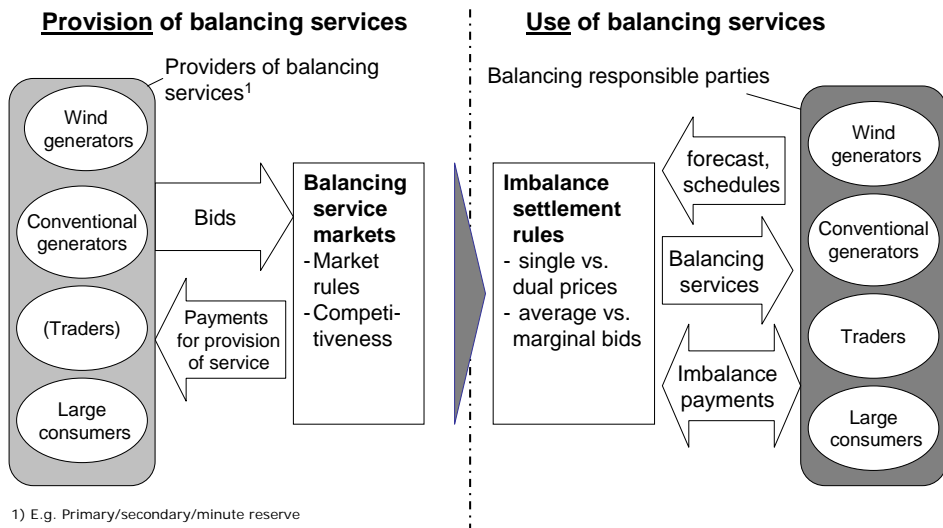 Provision of balancing services
Providers of balancing
services1
Wind
generators
Conventional
generators
(Traders)
Large
consumers
Bids
Payments
for provision
of service
Balancing
service
markets
-Market
rules
-Competi-
tiveness
Use of balancing services
Balancing responsible parties
Imbalance
settlement
rules
- single vs.
dual prices
- average vs.
marginal bids
forecast,
schedules
Balancing
services
Imbalance
payments
Wind
generators
Conventional
generators
Traders
Large
consumers
1) E.g. Primary/secondary/minute reserve